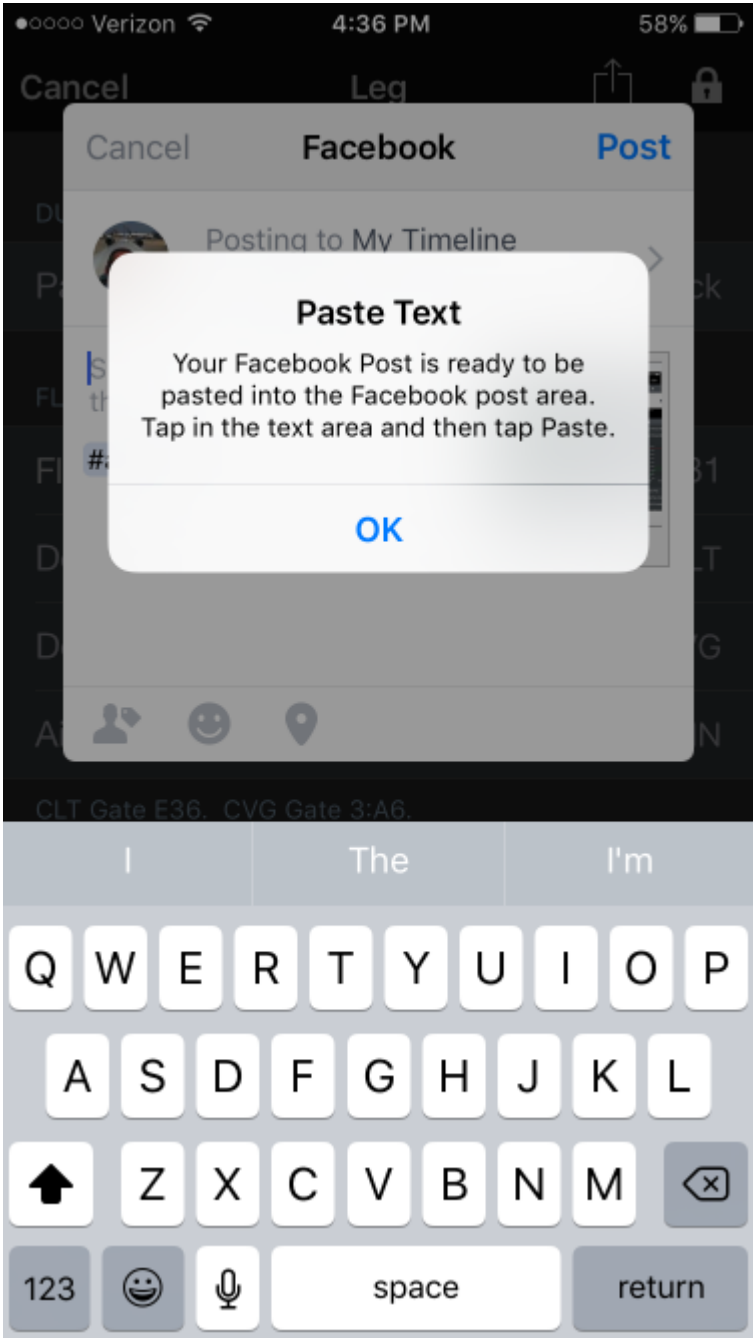 Verizon 4:36 PM 58%
Cancel Leg
Cancel Facebook Post
Posting to My Timeline
Paste Text
Your Facebook Post is ready to be
pasted into the Facebook post area.
Tap in the text area and then tap Paste.
OK
CLT Gate E36. CVG Gate 3:A6.
I The I'm
Q W E R T Y U I O P
A S D F G H J K L
Z X C V B N M
123 space return